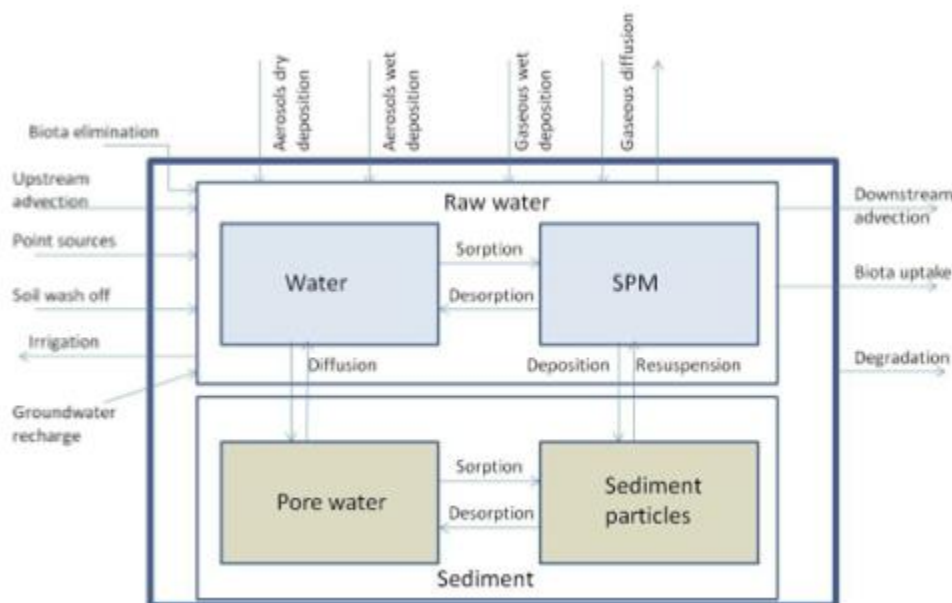 Aerosols dry
deposition
Aerosols wet
deposition
Gaseous wet
deposition
Gaseous diffusion
Biota elimination
Upstream
advection
Point sources
Soil wash off
Irrigation
Groundwater
recharge
Raw water
Water
Sorption
Desorption
SPM
Diffusion
Deposition
Resuspension
Pore water
Sorption
Desorption
Sediment
particles
Sediment
Downstream
advection
Biota uptake
Degradation